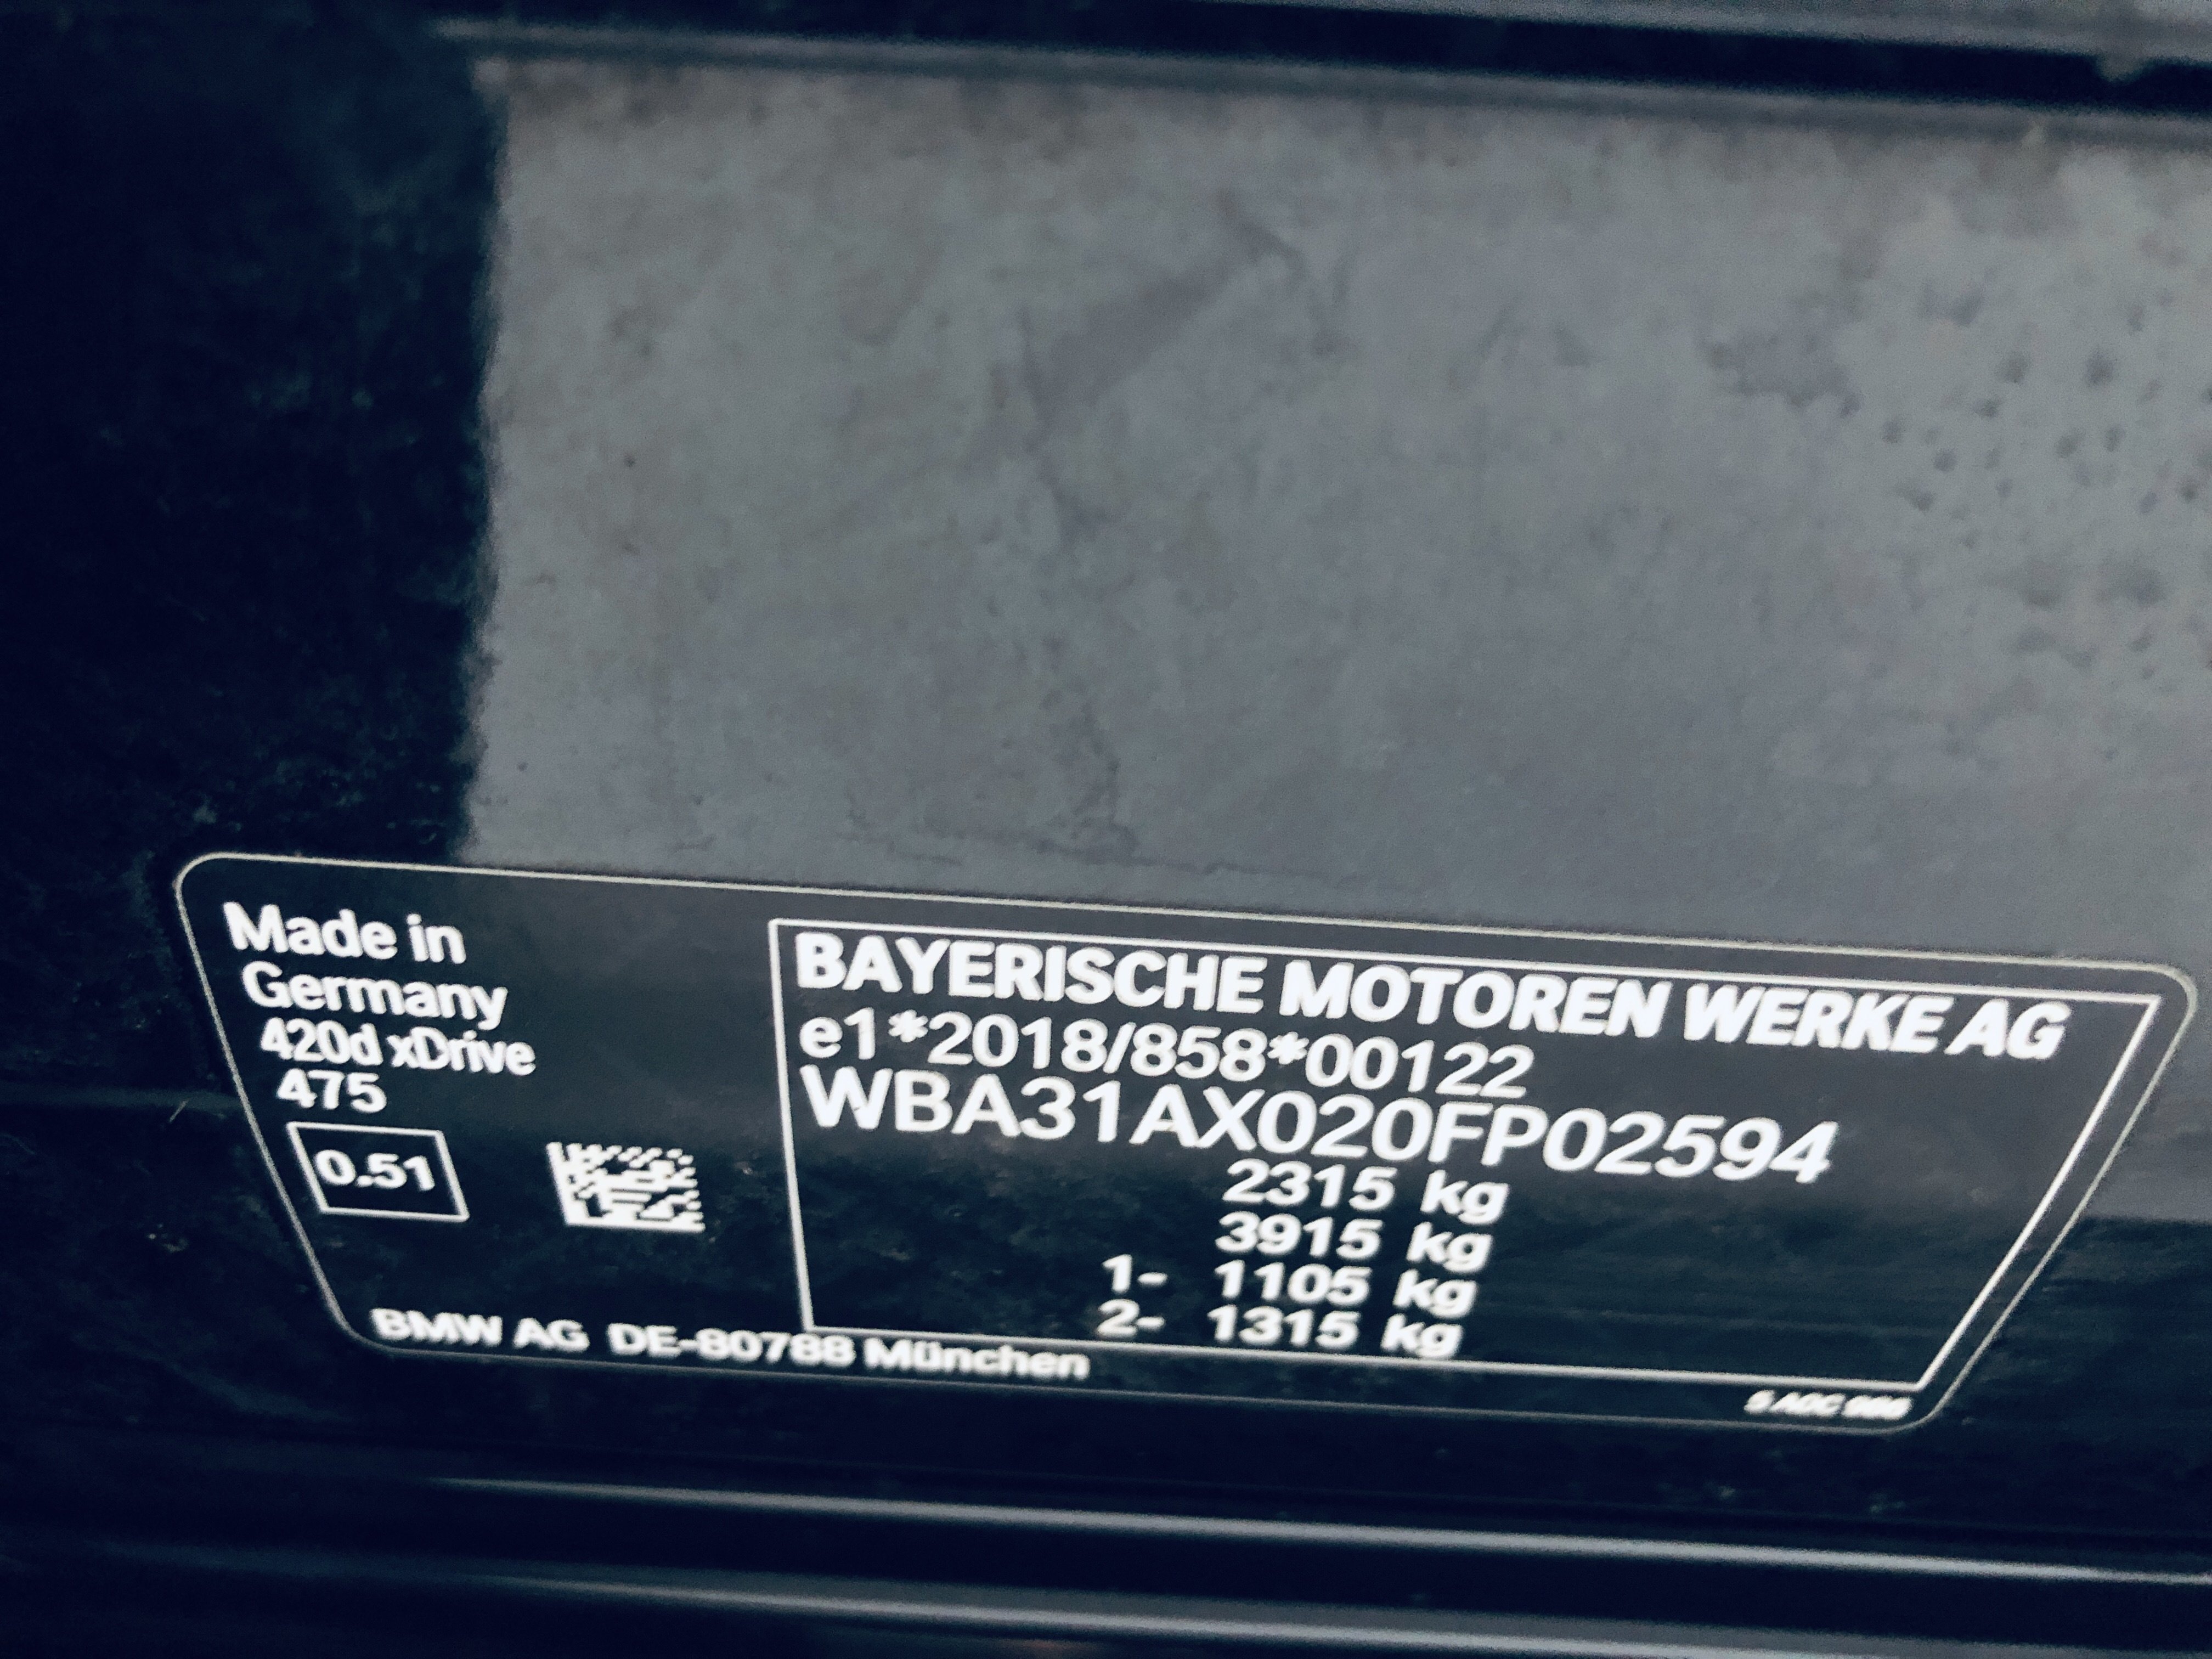 Made in
Germany
420d xDrive
475
0.51
BAYERISCHE MOTOREN WERKE AG
e1*2018/858*00122
WBA31AX020FP02594
2315 kg
3915 kg
1- 1105 kg
2- 1315 kg
BMW AG DE-80788 München